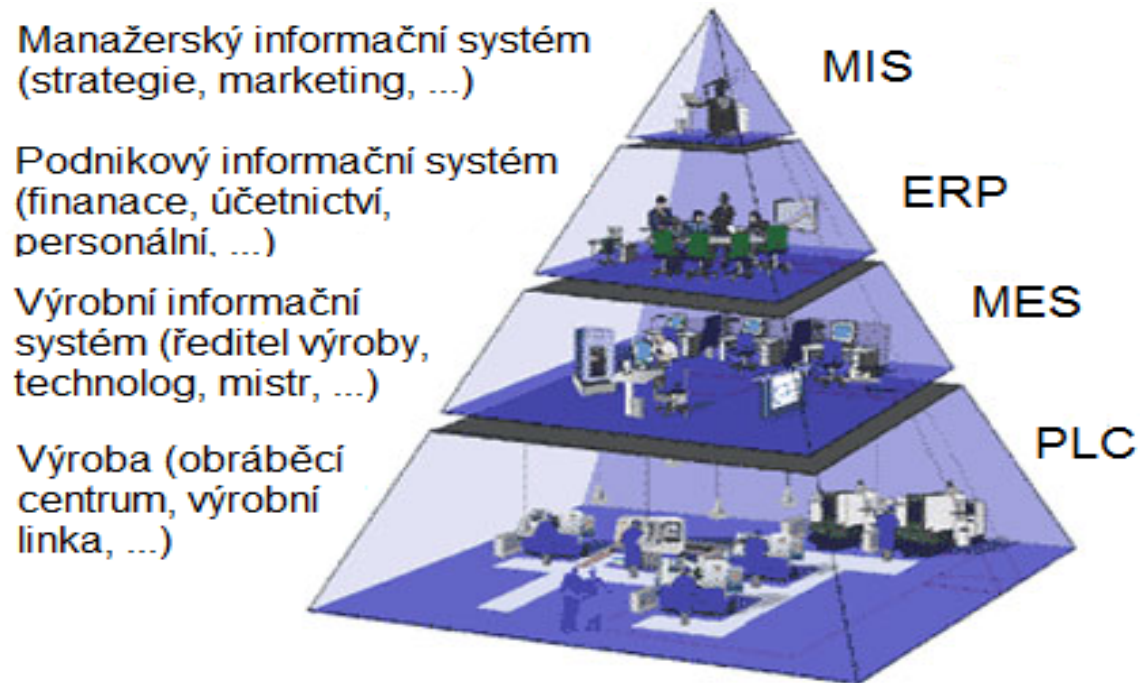 Manažerský informační systém
(strategie, marketing, ...)
MIS
Podnikový informační systém
(finanace, účetnictví,
personální, ...)
ERP
Výrobní informační
systém (ředitel výroby,
technolog, mistr, ...)
MES
Výroba (obráběcí
centrum, výrobní
linka, ...)
PLC